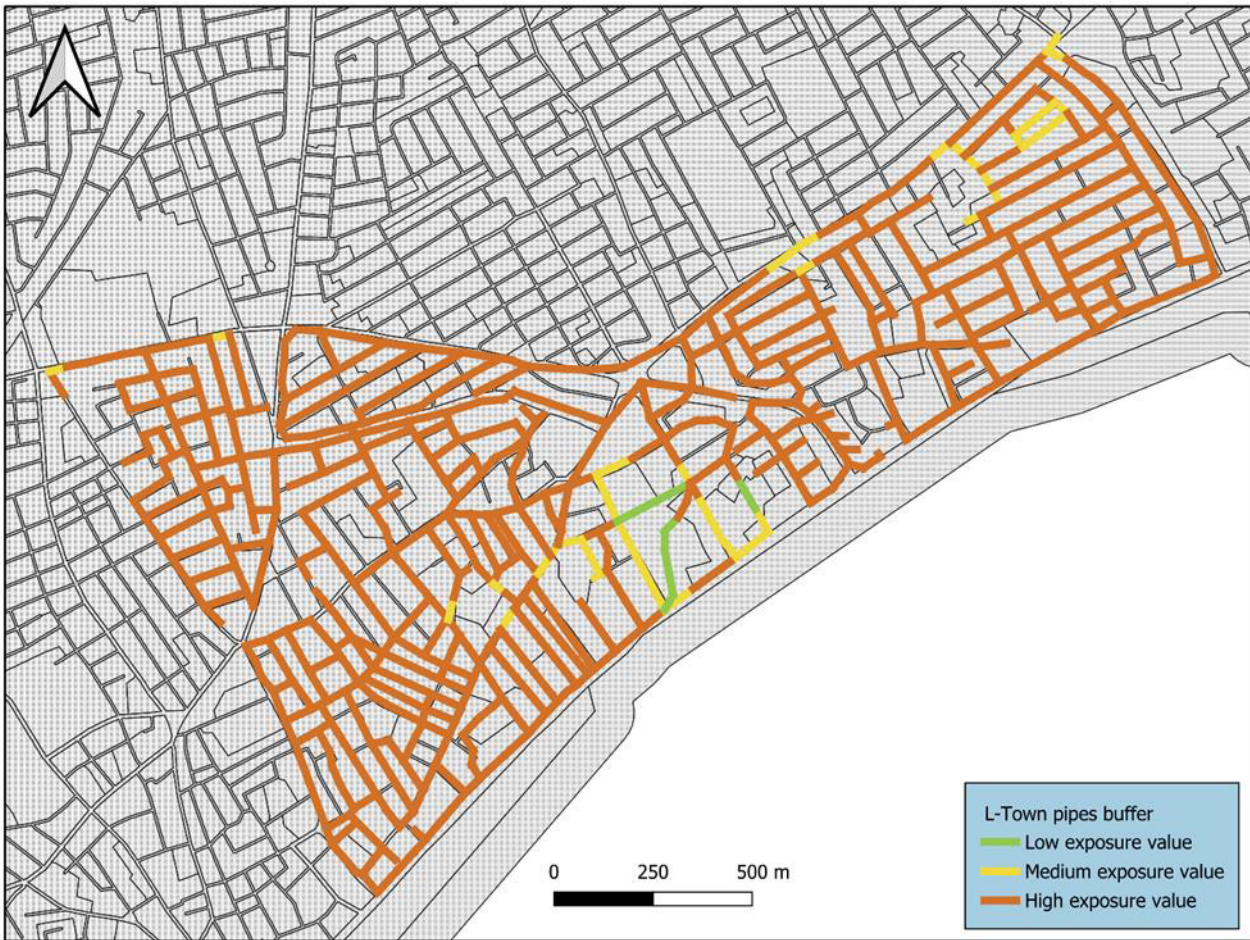 0 250 500 m
L-Town pipes buffer
Low exposure value
Medium exposure value
High exposure value